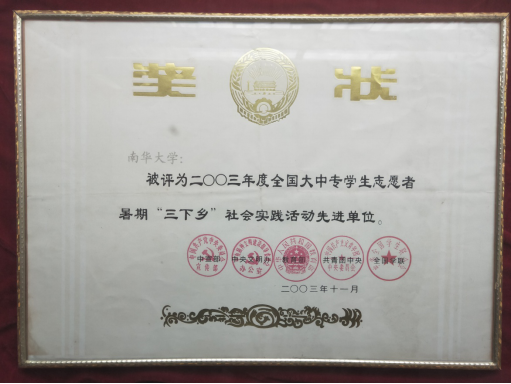 奖状
南华大学：
被评为二〇〇三年度全国大中专学生志愿者
暑期“三下乡”社会实践活动先进单位。
中宣部 中央文明办 教育部 共青团中央 全国学联
二〇〇三年十一月